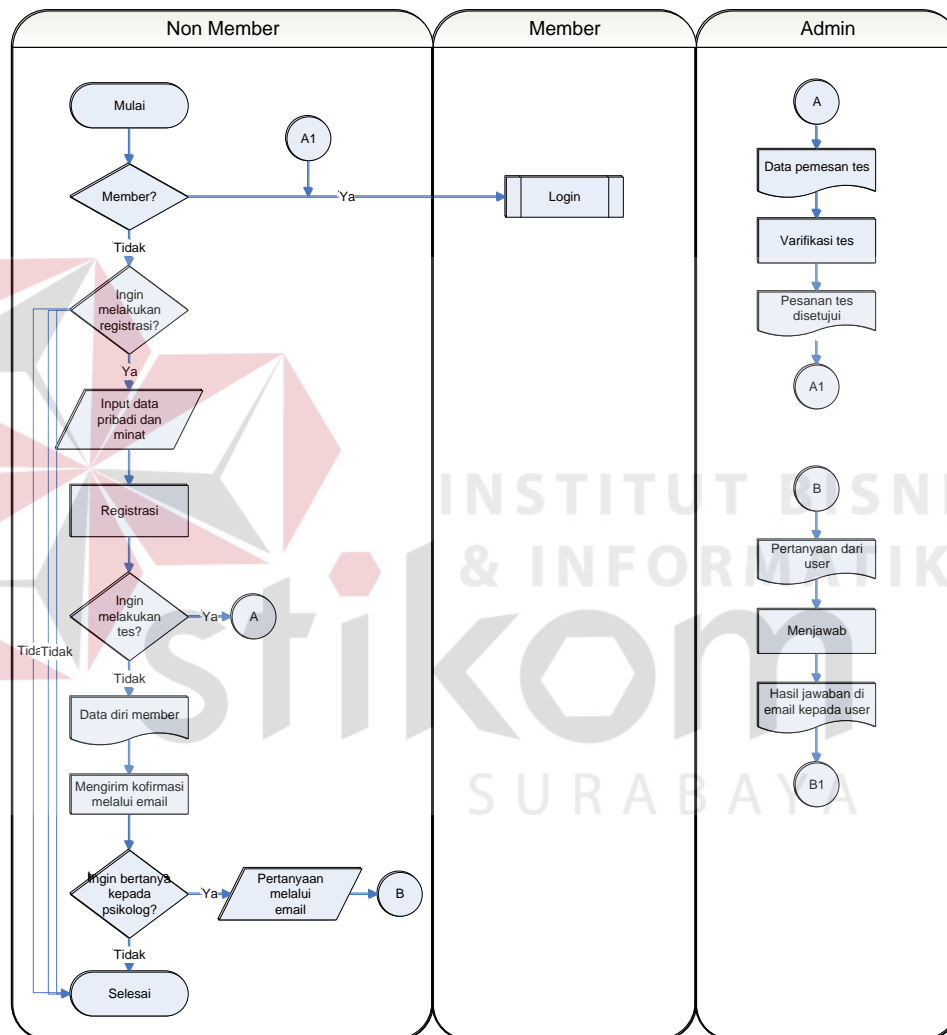 Non Member
Member
Admin
Mulai
A1
Member?
Ya
Login
Tidak
Ingin
melakukan
registrasi?
Ya
Input data
pribadi dan
minat
Registrasi
Ingin
melakukan
tes?
Ya
A
Tidak
Tidak
Tidak
Data diri member
Mengirim kofirmasi
melalui email
Ingin bertanya
kepada
psikolog?
Ya
Pertanyaan
melalui
email
B
Tidak
Selesai
A
Data pemesan tes
Varifikasi tes
Pesanan tes
disetujui
A1
B
Pertanyaan dari
user
Menjawab
Hasil jawaban di
email kepada user
B1
INSTITUT BISNI
& INFORMATIK
stikom
SURABAYA